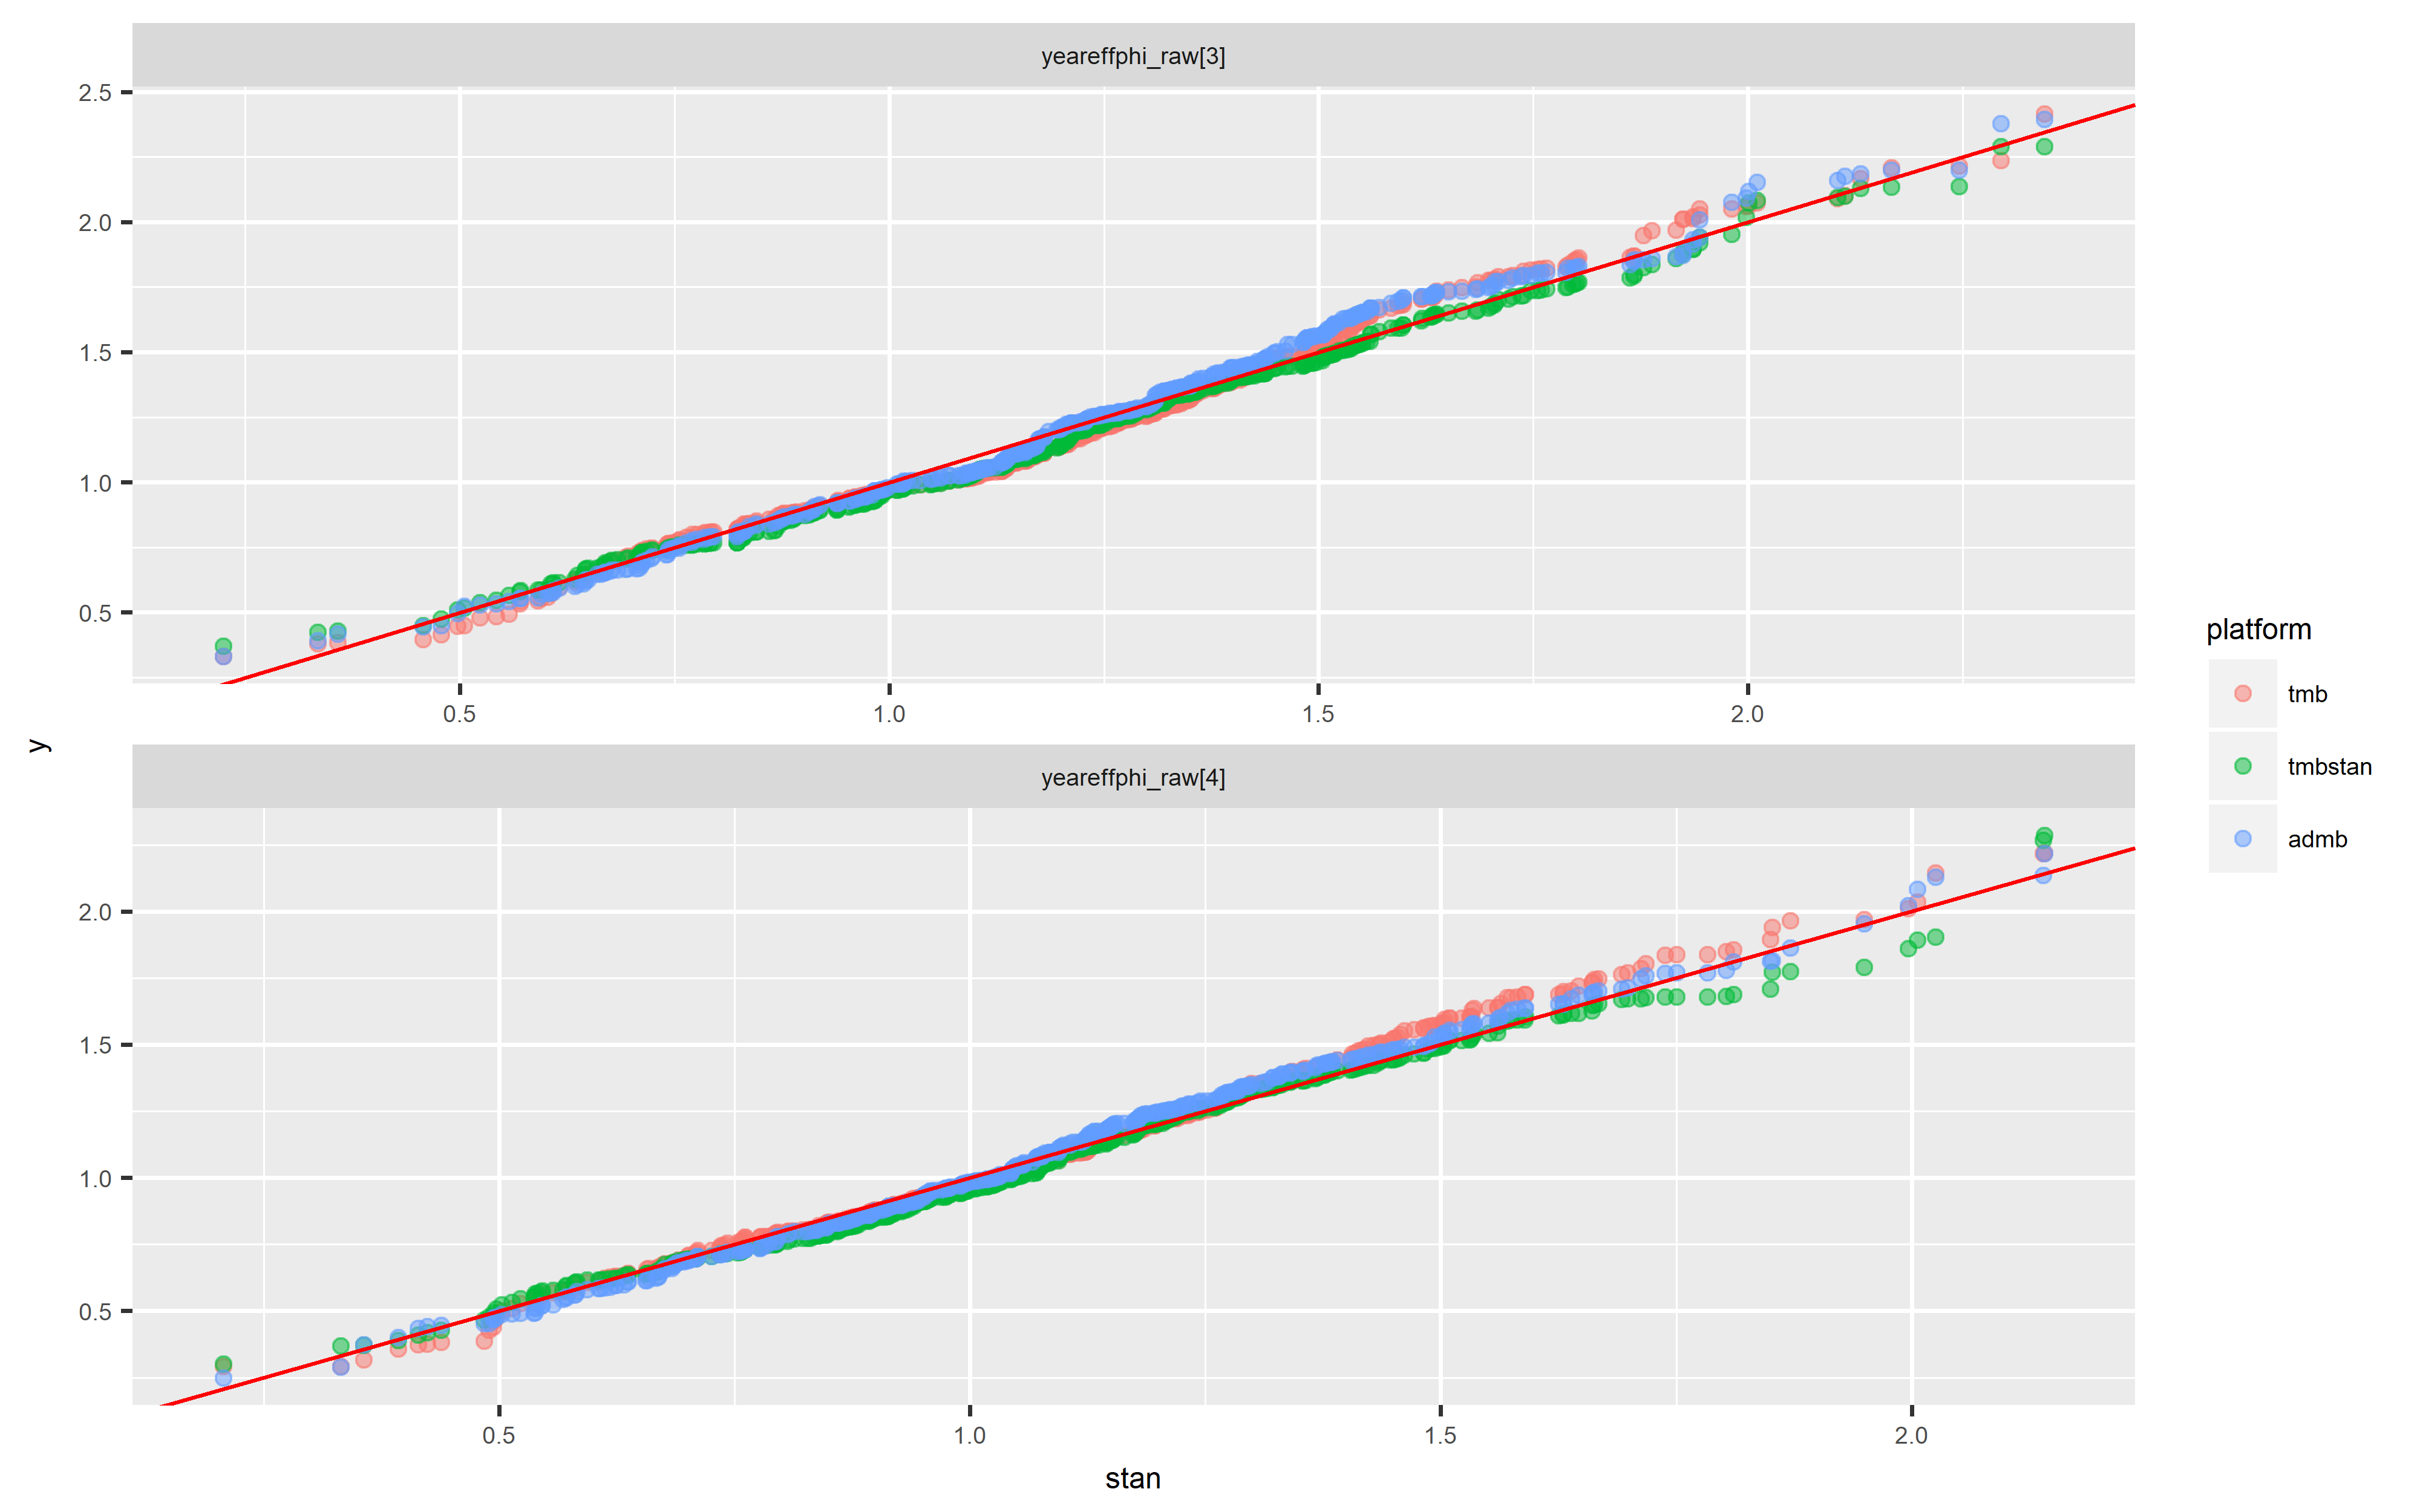 yeareffphi_raw[3]
2.5
2.0
1.5
1.0
0.5
0.5 1.0 1.5 2.0
y
yeareffphi_raw[4]
2.0
1.5
1.0
0.5
0.5 1.0 1.5 2.0
stan
platform
tmb
tmbstan
admb